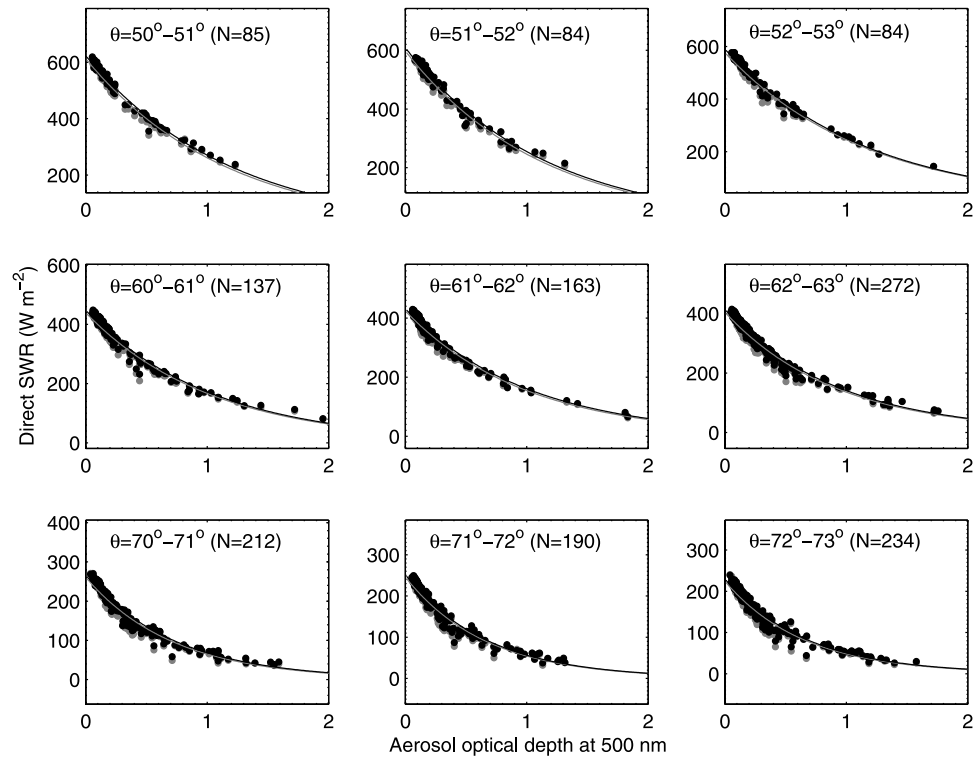 θ=50°−51° (N=85)
600
400
200
0 1 2
θ=51°−52° (N=84)
600
400
200
0 1 2
θ=52°−53° (N=84)
600
400
200
0 1 2
Direct SWR (W m⁻²)
θ=60°−61° (N=137)
600
400
200
0
0 1 2
θ=61°−62° (N=163)
400
200
0
0 1 2
θ=62°−63° (N=272)
400
200
0
0 1 2
θ=70°−71° (N=212)
400
300
200
100
0
0 1 2
θ=71°−72° (N=190)
300
200
100
0
0 1 2
θ=72°−73° (N=234)
300
200
100
0
0 1 2
Aerosol optical depth at 500 nm